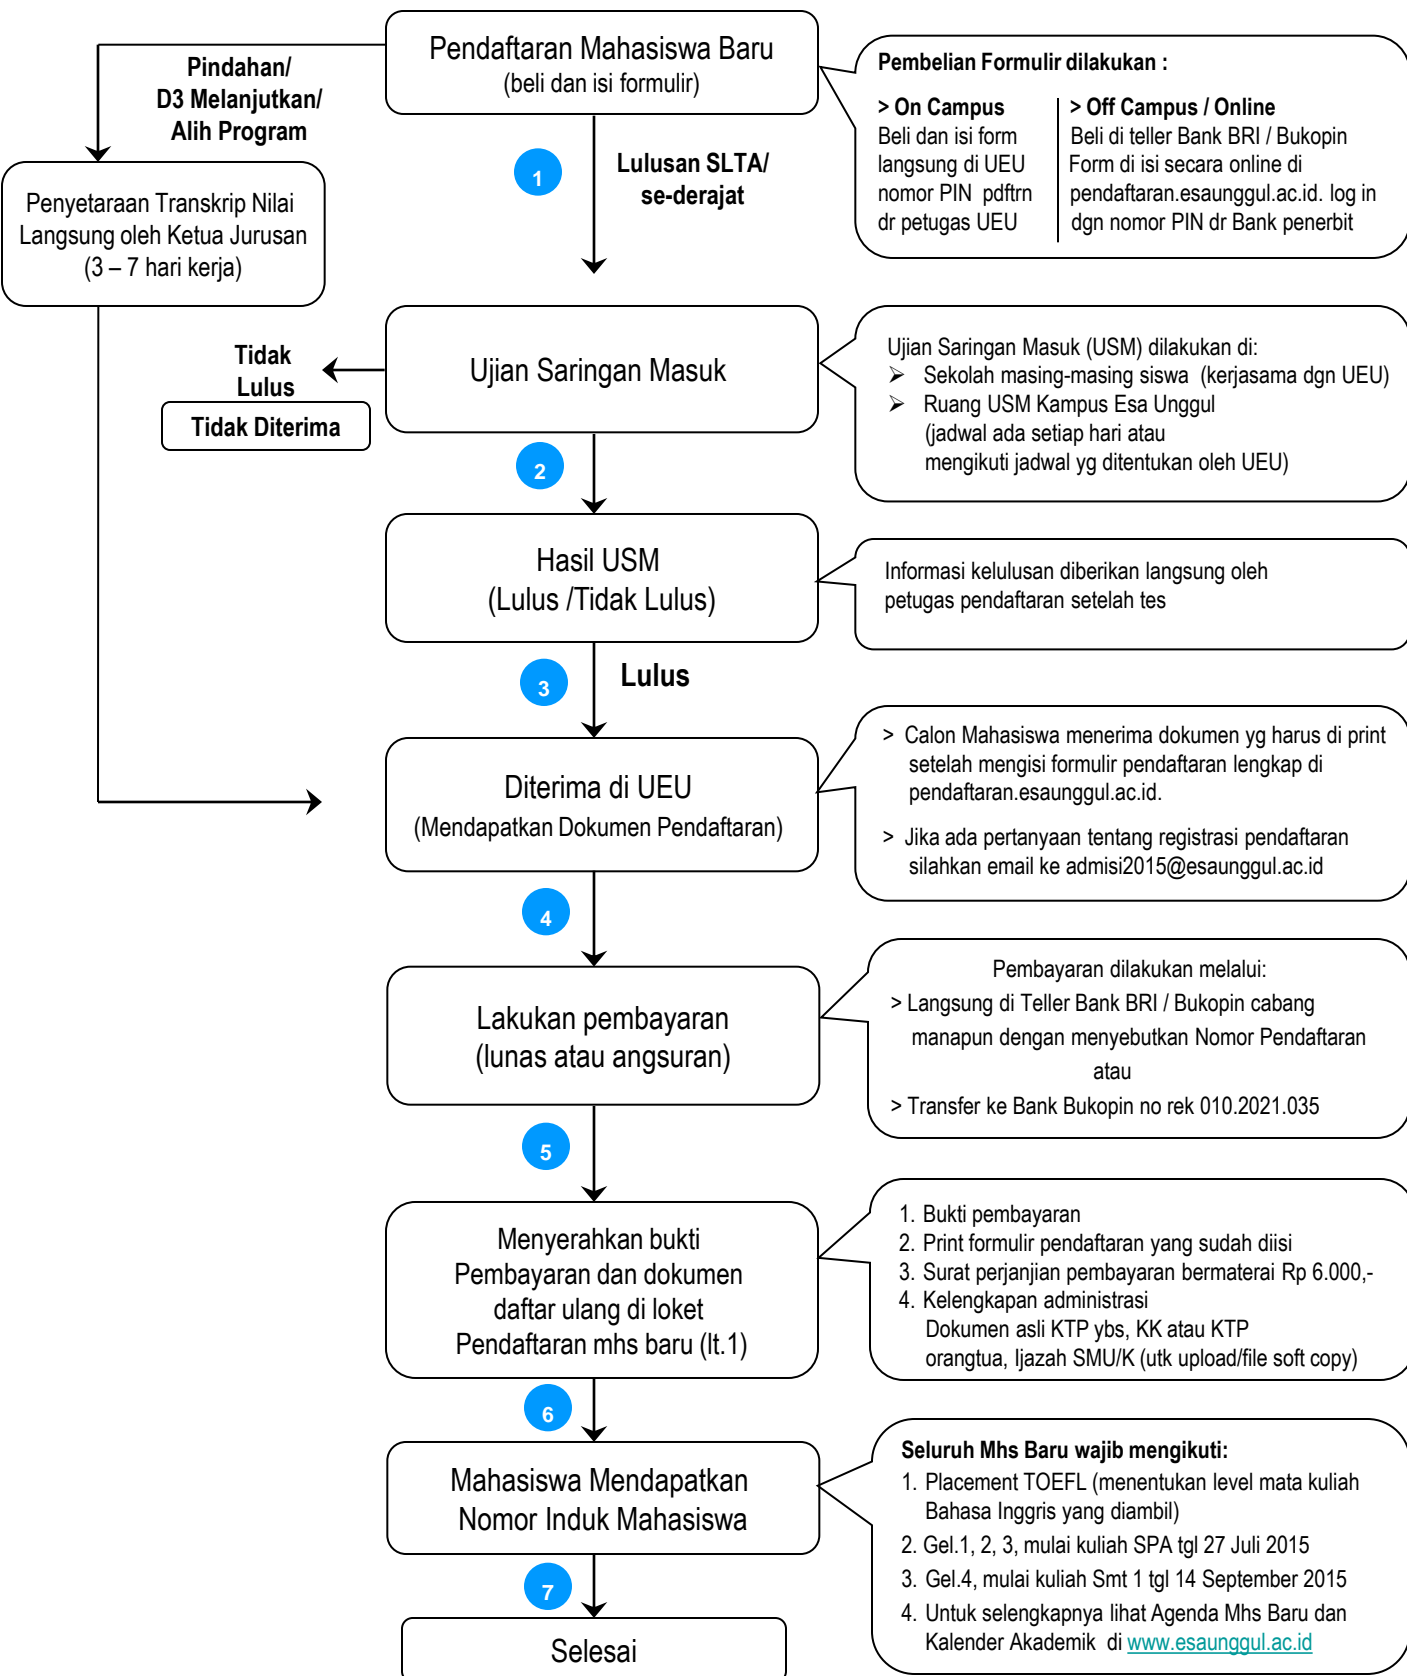 Pendaftaran Mahasiswa Baru
(beli dan isi formulir)
Pindahan/
D3 Melanjutkan/
Alih Program
1
Lulusan SLTA/
se-derajat
Pembelian Formulir dilakukan :
> On Campus
Beli dan isi form
langsung di UEU
nomor PIN pdftrn
dr petugas UEU
> Off Campus / Online
Beli di teller Bank BRI / Bukopin
Form di isi secara online di
pendaftaran.esaunggul.ac.id. log in
dgn nomor PIN dr Bank penerbit
Penyetaraan Transkrip Nilai
Langsung oleh Ketua Jurusan
(3 – 7 hari kerja)
Ujian Saringan Masuk
Tidak
Lulus
Tidak Diterima
Ujian Saringan Masuk (USM) dilakukan di:
➢ Sekolah masing-masing siswa (kerjasama dgn UEU)
➢ Ruang USM Kampus Esa Unggul
(jadwal ada setiap hari atau
mengikuti jadwal yg ditentukan oleh UEU)
2
Hasil USM
(Lulus /Tidak Lulus)
Informasi kelulusan diberikan langsung oleh
petugas pendaftaran setelah tes
3
Lulus
Diterima di UEU
(Mendapatkan Dokumen Pendaftaran)
> Calon Mahasiswa menerima dokumen yg harus di print
setelah mengisi formulir pendaftaran lengkap di
pendaftaran.esaunggul.ac.id.
> Jika ada pertanyaan tentang registrasi pendaftaran
silahkan email ke admisi2015@esaunggul.ac.id
4
Lakukan pembayaran
(lunas atau angsuran)
Pembayaran dilakukan melalui:
> Langsung di Teller Bank BRI / Bukopin cabang
manapun dengan menyebutkan Nomor Pendaftaran
atau
> Transfer ke Bank Bukopin no rek 010.2021.035
5
Menyerahkan bukti
Pembayaran dan dokumen
daftar ulang di loket
Pendaftaran mhs baru (lt.1)
1. Bukti pembayaran
2. Print formulir pendaftaran yang sudah diisi
3. Surat perjanjian pembayaran bermaterai Rp 6.000,-
4. Kelengkapan administrasi
Dokumen asli KTP ybs, KK atau KTP
orangtua, Ijazah SMU/K (utk upload/file soft copy)
6
Mahasiswa Mendapatkan
Nomor Induk Mahasiswa
Seluruh Mhs Baru wajib mengikuti:
1. Placement TOEFL (menentukan level mata kuliah
Bahasa Inggris yang diambil)
2. Gel.1, 2, 3, mulai kuliah SPA tgl 27 Juli 2015
3. Gel.4, mulai kuliah Smt 1 tgl 14 September 2015
4. Untuk selengkapnya lihat Agenda Mhs Baru dan
Kalender Akademik di www.esaunggul.ac.id
7
Selesai